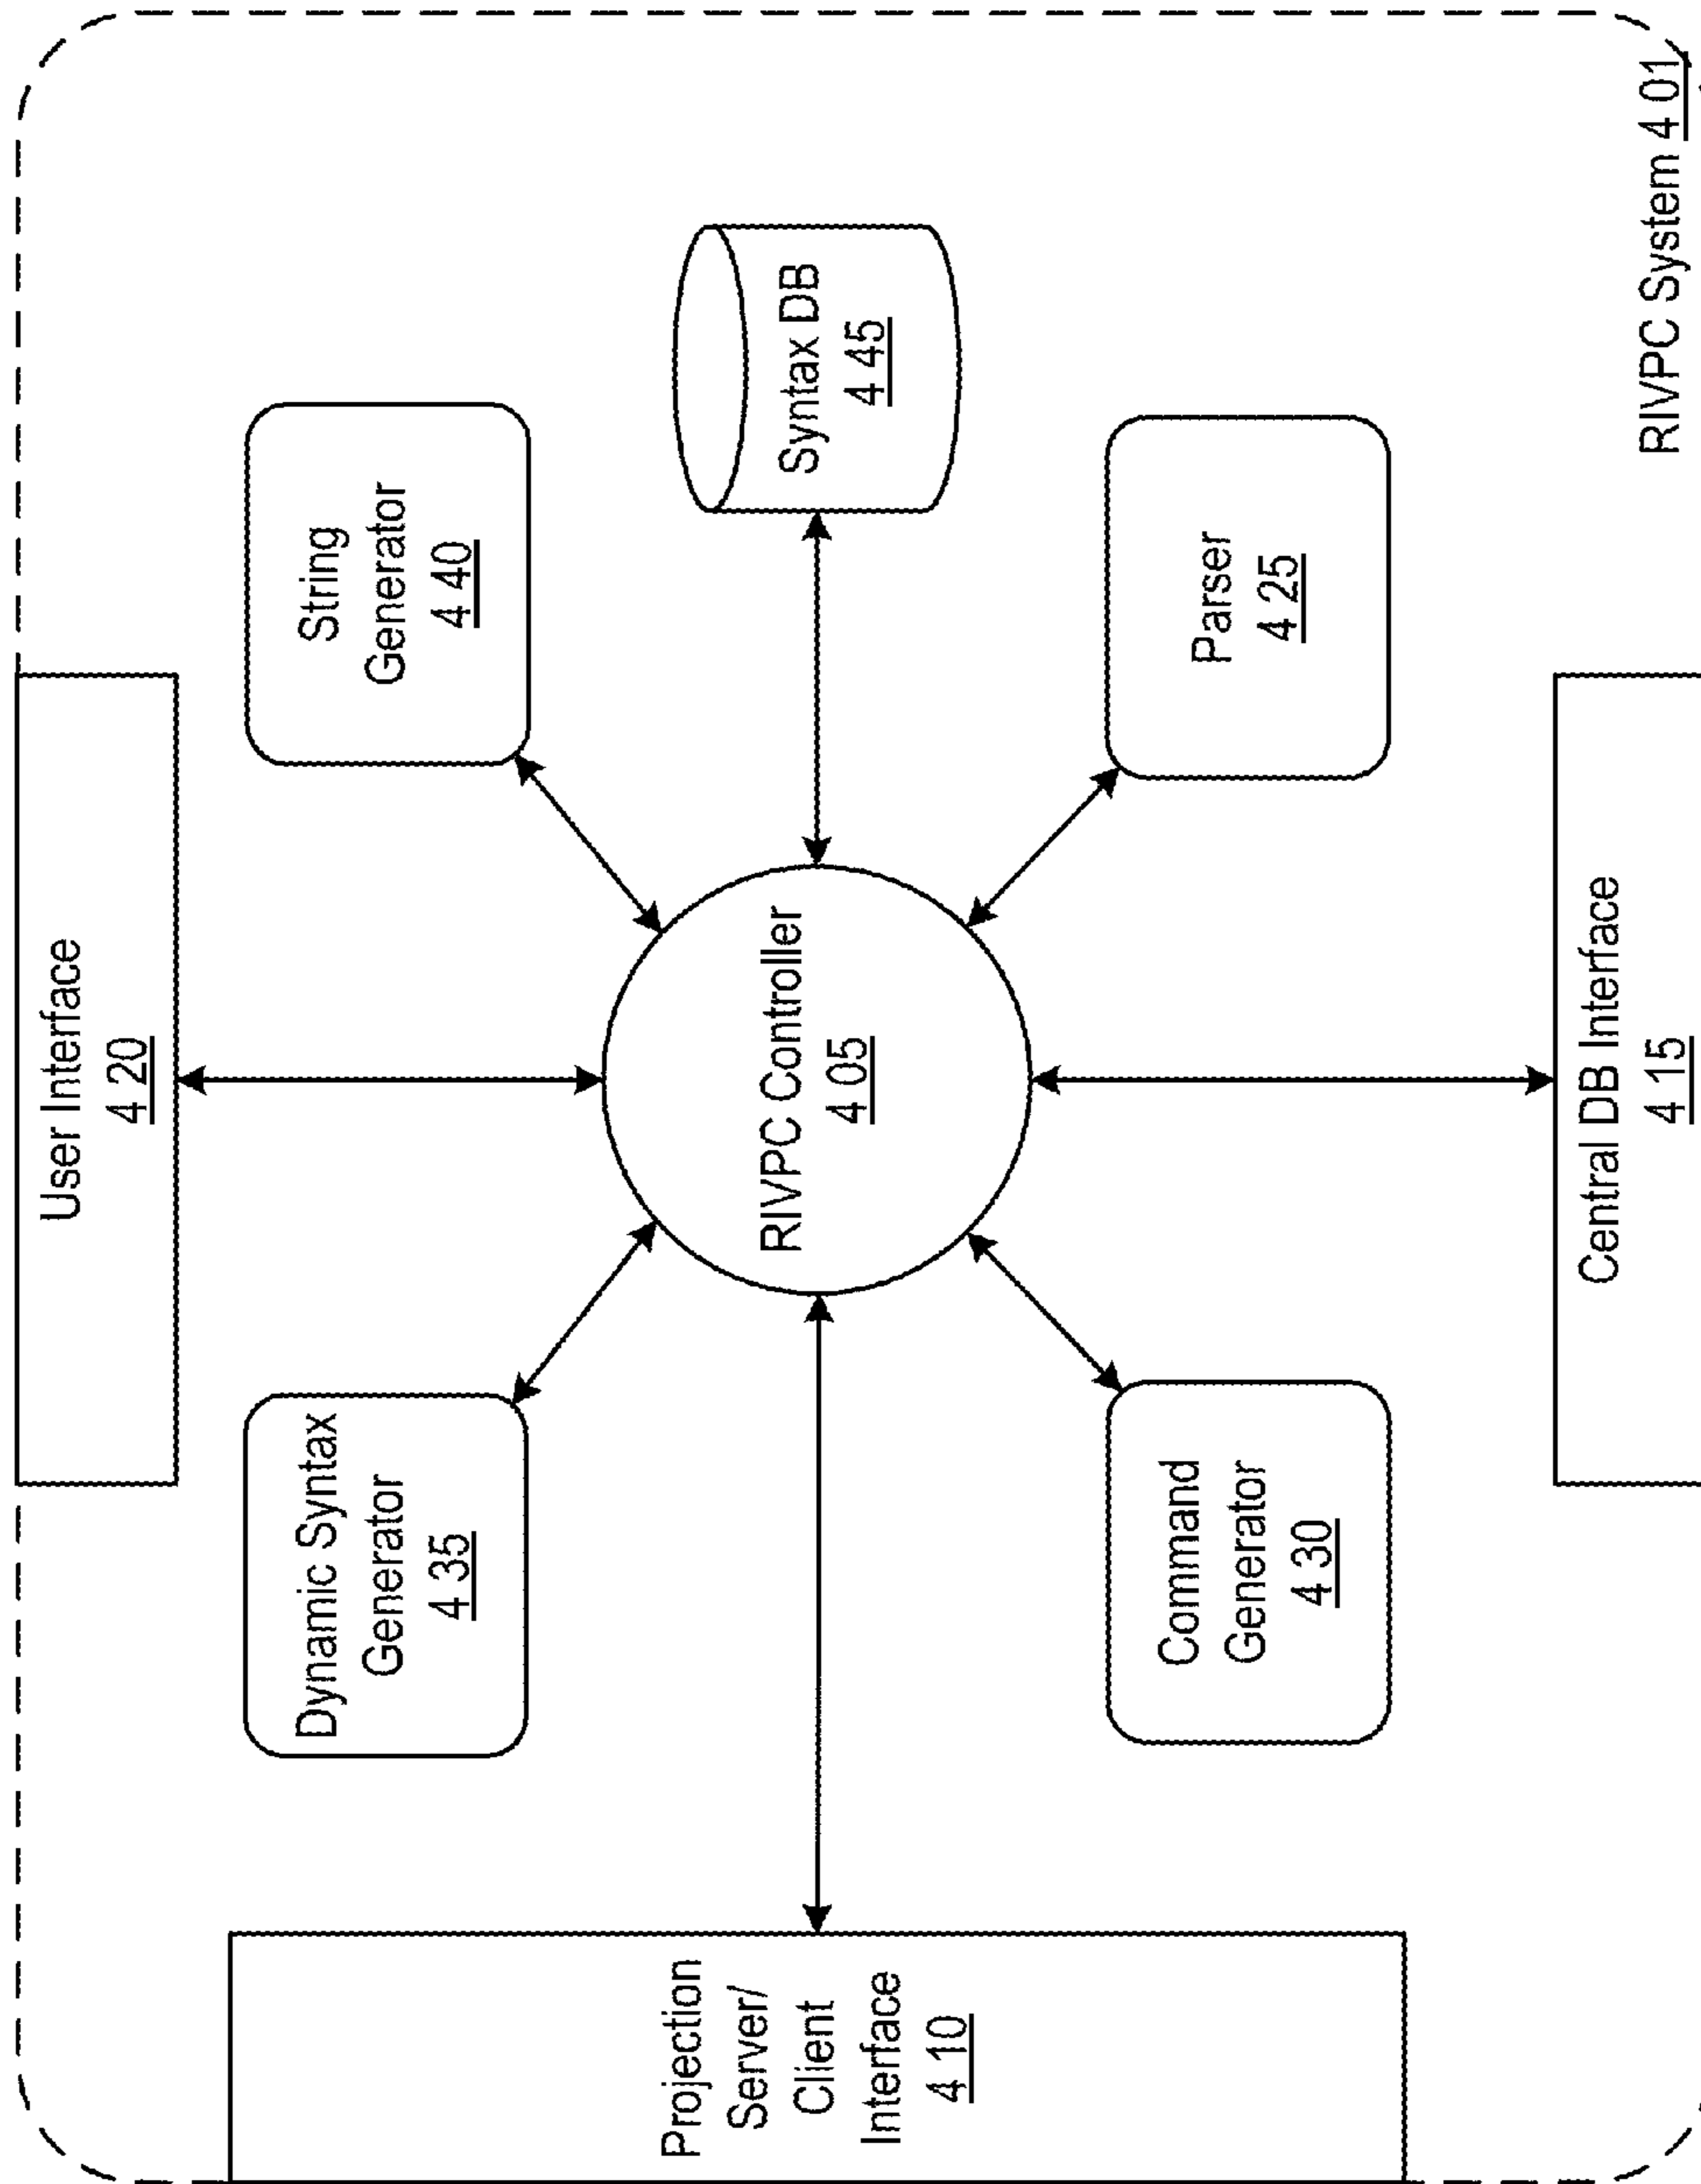 User Interface
4 20
Dynamic Syntax
Generator
4 35
String
Generator
4 40
Projection
Server/
Client
Interface
4 10
RIVPC Controller
4 05
Syntax DB
4 45
Command
Generator
4 30
Parser
4 25
Central DB Interface
4 15
RIVPC System 4 01